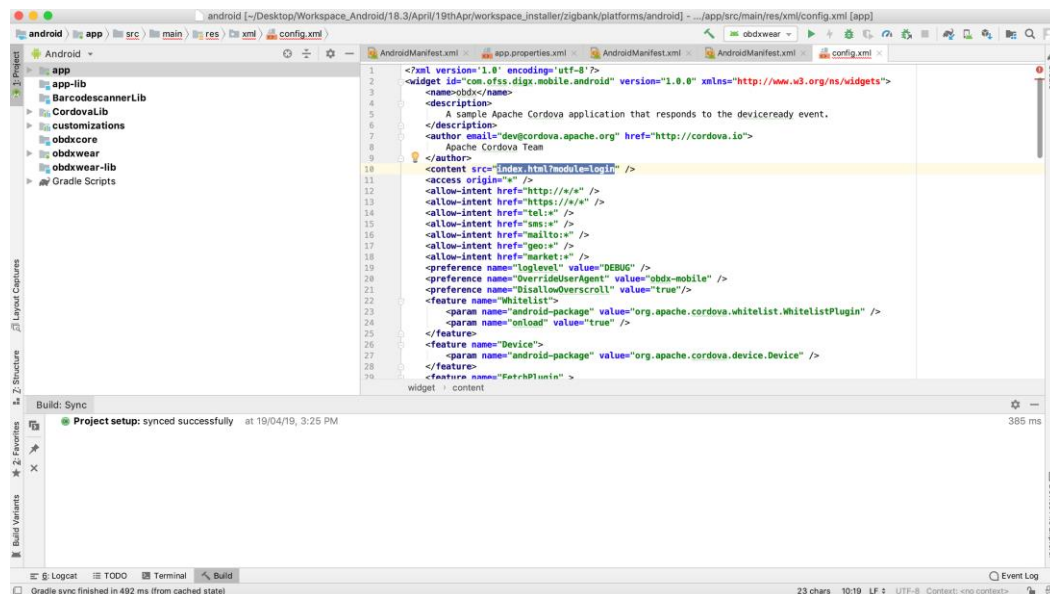 android [~/Desktop/Workspace_Android/18.3/April/19thApr/workspace_installer/zigbank/platforms/android] - .../app/src/main/res/xml/config.xml [app]
android app src main res xml config.xml
obdxwear
1: Project
Android
AndroidManifest.xml app.properties.xml AndroidManifest.xml AndroidManifest.xml config.xml
app
app-lib
BarcodescannerLib
CordovaLib
customizations
obdxcore
obdxwear
obdxwear-lib
Gradle Scripts
1 <?xml version='1.0' encoding='utf-8'?>
2 <widget id="com.ofss.digx.mobile.android" version="1.0.0" xmlns="http://www.w3.org/ns/widgets">
3 <name>obdx</name>
4 <description>
5 A sample Apache Cordova application that responds to the deviceready event.
6 </description>
7 <author email="dev@cordova.apache.org" href="http://cordova.io">
8 Apache Cordova Team
9 </author>
10 <content src="index.html?module=login" />
11 <access origin="*" />
12 <allow-intent href="http://*/*" />
13 <allow-intent href="https://*/*" />
14 <allow-intent href="tel:*" />
15 <allow-intent href="sms:*" />
16 <allow-intent href="mailto:*" />
17 <allow-intent href="geo:*" />
18 <allow-intent href="market:*" />
19 <preference name="loglevel" value="DEBUG" />
20 <preference name="OverrideUserAgent" value="obdx-mobile" />
21 <preference name="DisallowOverscroll" value="true"/>
22 <feature name="Whitelist">
23 <param name="android-package" value="org.apache.cordova.whitelist.WhitelistPlugin" />
24 <param name="onload" value="true" />
25 </feature>
26 <feature name="Device">
27 <param name="android-package" value="org.apache.cordova.device.Device" />
28 </feature>
29 <feature name="FetchPlugin" >
widget › content
Layout Captures
Z: Structure
2: Favorites
Build Variants
Build: Sync
Project setup: synced successfully at 19/04/19, 3:25 PM
385 ms
6: Logcat TODO Terminal Build
Event Log
Gradle sync finished in 492 ms (from cached state)
23 chars 10:19 LF UTF-8 Context: <no context>